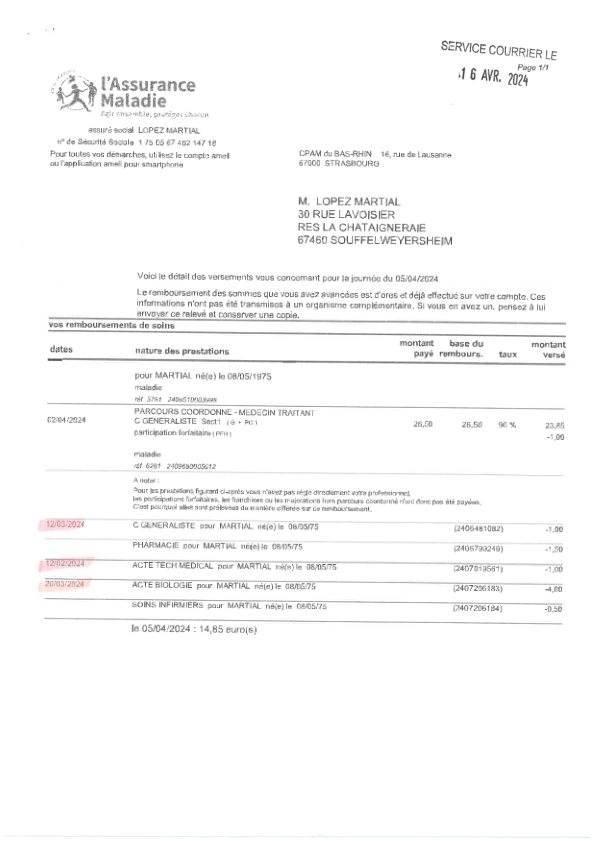 SERVICE COURRIER LE
Page 1/1
16 AVR. 2024
l'Assurance
Maladie
Agir ensemble, protéger chacun
assuré social LOPEZ MARTIAL
n° de Sécurité Sociale 1 75 05 67 482 147 18
Pour toutes vos démarches, utilisez le compte ameli
ou l'application ameli pour smartphone
CPAM du BAS-RHIN 16, rue de Lausanne
67000 STRASBOURG
M. LOPEZ MARTIAL
30 RUE LAVOISIER
RES LA CHATAIGNERAIE
67460 SOUFFELWEYERSHEIM
Voici le détail des versements vous concernant pour la journée du 05/04/2024
Le remboursement des sommes que vous avez avancées est d'ores et déjà effectué sur votre compte. Ces
informations n'ont pas été transmises à un organisme complémentaire. Si vous en avez un, pensez à lui
envoyer ce relevé et conserver une copie.
vos remboursements de soins
dates nature des prestations montant payé base du rembours. taux montant versé
pour MARTIAL né(e) le 08/05/1975
maladie
réf 5761
PARCOURS COORDONNE - MEDECIN TRAITANT
02/04/2024 C GENERALISTE Sect1 ( G + PC ) 26,50 26,50 90 % 23,85
participation forfaitaire (PFH) -1,00
maladie
réf 6261
A noter :
Pour les prestations figurant ci-après vous n'avez pas réglé directement votre professionnel,
les participations forfaitaires, les franchises ou les majorations hors parcours coordonné n'ont donc pas été payées.
C'est pourquoi elles sont prélevées de manière différée sur ce remboursement.
12/03/2024 C GENERALISTE pour MARTIAL né(e) le 08/05/75 (2406481082) -1,00
PHARMACIE pour MARTIAL né(e) le 08/05/75 (2406790249)
12/02/2024 ACTE TECH MEDICAL pour MARTIAL né(e) le 08/05/75 (2407019561) -1,00
20/03/2024 ACTE BIOLOGIE pour MARTIAL né(e) le 08/05/75 (2407206183) -4,00
SOINS INFIRMIERS pour MARTIAL né(e) le 08/05/75 (2407206184) -0,50
le 05/04/2024 : 14,85 euro(s)